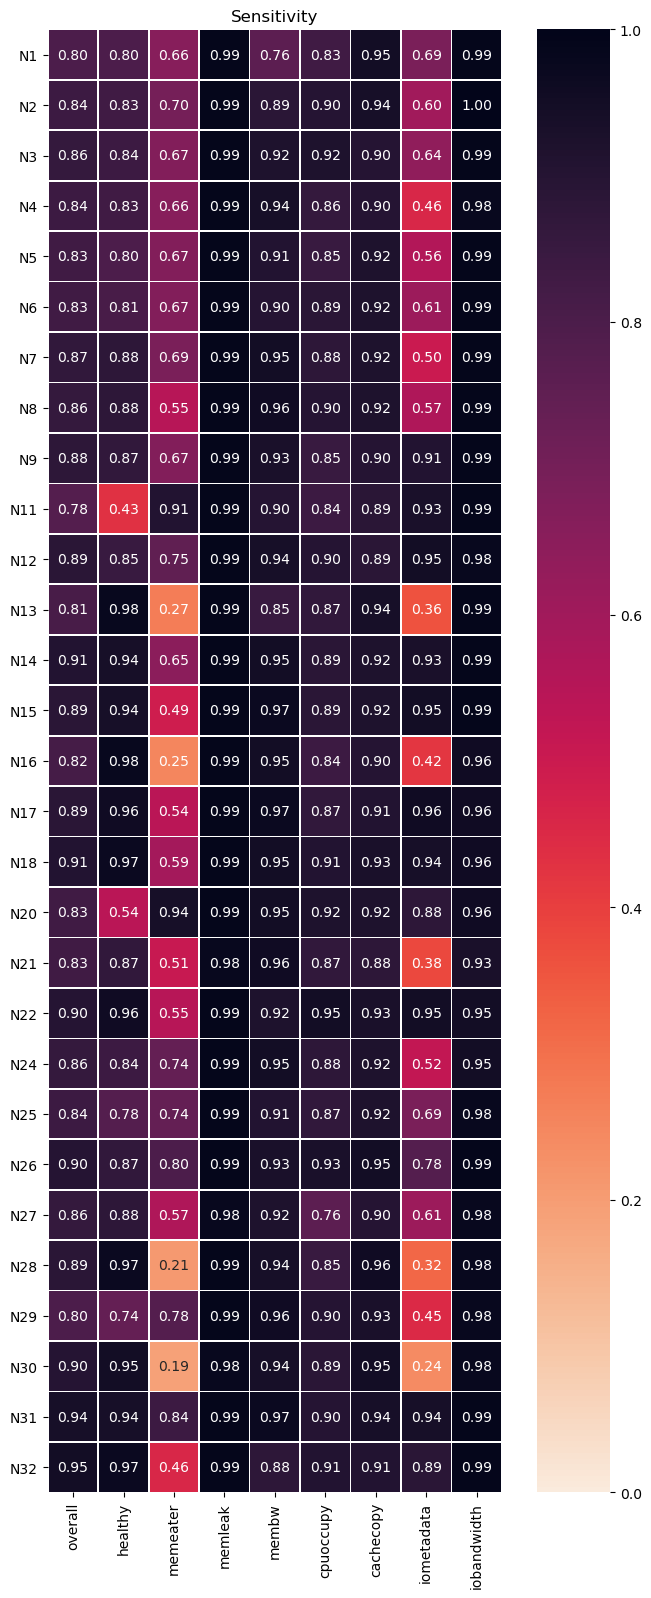 Sensitivity
N1 0.80 0.80 0.66 0.99 0.76 0.83 0.95 0.69 0.99
N2 0.84 0.83 0.70 0.99 0.89 0.90 0.94 0.60 1.00
N3 0.86 0.84 0.67 0.99 0.92 0.92 0.90 0.64 0.99
N4 0.84 0.83 0.66 0.99 0.94 0.86 0.90 0.46 0.98
N5 0.83 0.80 0.67 0.99 0.91 0.85 0.92 0.56 0.99
N6 0.83 0.81 0.67 0.99 0.90 0.89 0.92 0.61 0.99
N7 0.87 0.88 0.69 0.99 0.95 0.88 0.92 0.50 0.99
N8 0.86 0.88 0.55 0.99 0.96 0.90 0.92 0.57 0.99
N9 0.88 0.87 0.67 0.99 0.93 0.85 0.90 0.91 0.99
N11 0.78 0.43 0.91 0.99 0.90 0.84 0.89 0.93 0.99
N12 0.89 0.85 0.75 0.99 0.94 0.90 0.89 0.95 0.98
N13 0.81 0.98 0.27 0.99 0.85 0.87 0.94 0.36 0.99
N14 0.91 0.94 0.65 0.99 0.95 0.89 0.92 0.93 0.99
N15 0.89 0.94 0.49 0.99 0.97 0.89 0.92 0.95 0.99
N16 0.82 0.98 0.25 0.99 0.95 0.84 0.90 0.42 0.96
N17 0.89 0.96 0.54 0.99 0.97 0.87 0.91 0.96 0.96
N18 0.91 0.97 0.59 0.99 0.95 0.91 0.93 0.94 0.96
N20 0.83 0.54 0.94 0.99 0.95 0.92 0.92 0.88 0.96
N21 0.83 0.87 0.51 0.98 0.96 0.87 0.88 0.38 0.93
N22 0.90 0.96 0.55 0.99 0.92 0.95 0.93 0.95 0.95
N24 0.86 0.84 0.74 0.99 0.95 0.88 0.92 0.52 0.95
N25 0.84 0.78 0.74 0.99 0.91 0.87 0.92 0.69 0.98
N26 0.90 0.87 0.80 0.99 0.93 0.93 0.95 0.78 0.99
N27 0.86 0.88 0.57 0.98 0.92 0.76 0.90 0.61 0.98
N28 0.89 0.97 0.21 0.99 0.94 0.85 0.96 0.32 0.98
N29 0.80 0.74 0.78 0.99 0.96 0.90 0.93 0.45 0.98
N30 0.90 0.95 0.19 0.98 0.94 0.89 0.95 0.24 0.98
N31 0.94 0.94 0.84 0.99 0.97 0.90 0.94 0.94 0.99
N32 0.95 0.97 0.46 0.99 0.88 0.91 0.91 0.89 0.99
overall healthy memeater memleak membw cpuoccupy cachecopy iometadata iobandwidth
1.0
0.8
0.6
0.4
0.2
0.0